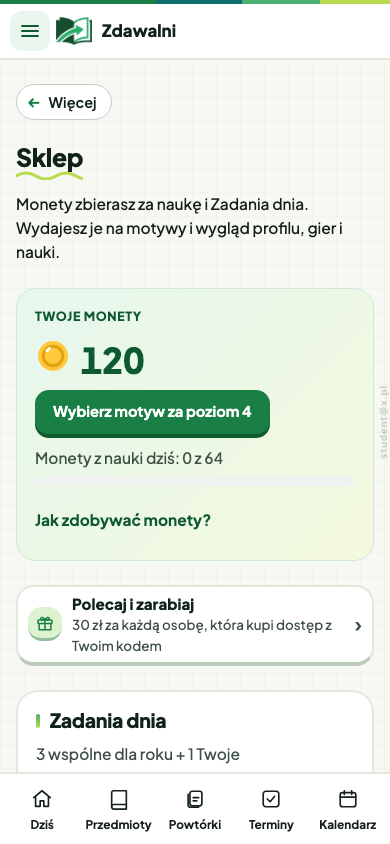 Zdawalni
← Więcej
Sklep
Monety zbierasz za naukę i Zadania dnia.
Wydajesz je na motywy i wygląd profilu, gier i
nauki.
TWOJE MONETY
120
Wybierz motyw za poziom 4
Monety z nauki dziś: 0 z 64
Jak zdobywać monety?
student@x.pl
Polecaj i zarabiaj
30 zł za każdą osobę, która kupi dostęp z
Twoim kodem
›
Zadania dnia
3 wspólne dla roku + 1 Twoje
Dziś Przedmioty Powtórki Terminy Kalendarz